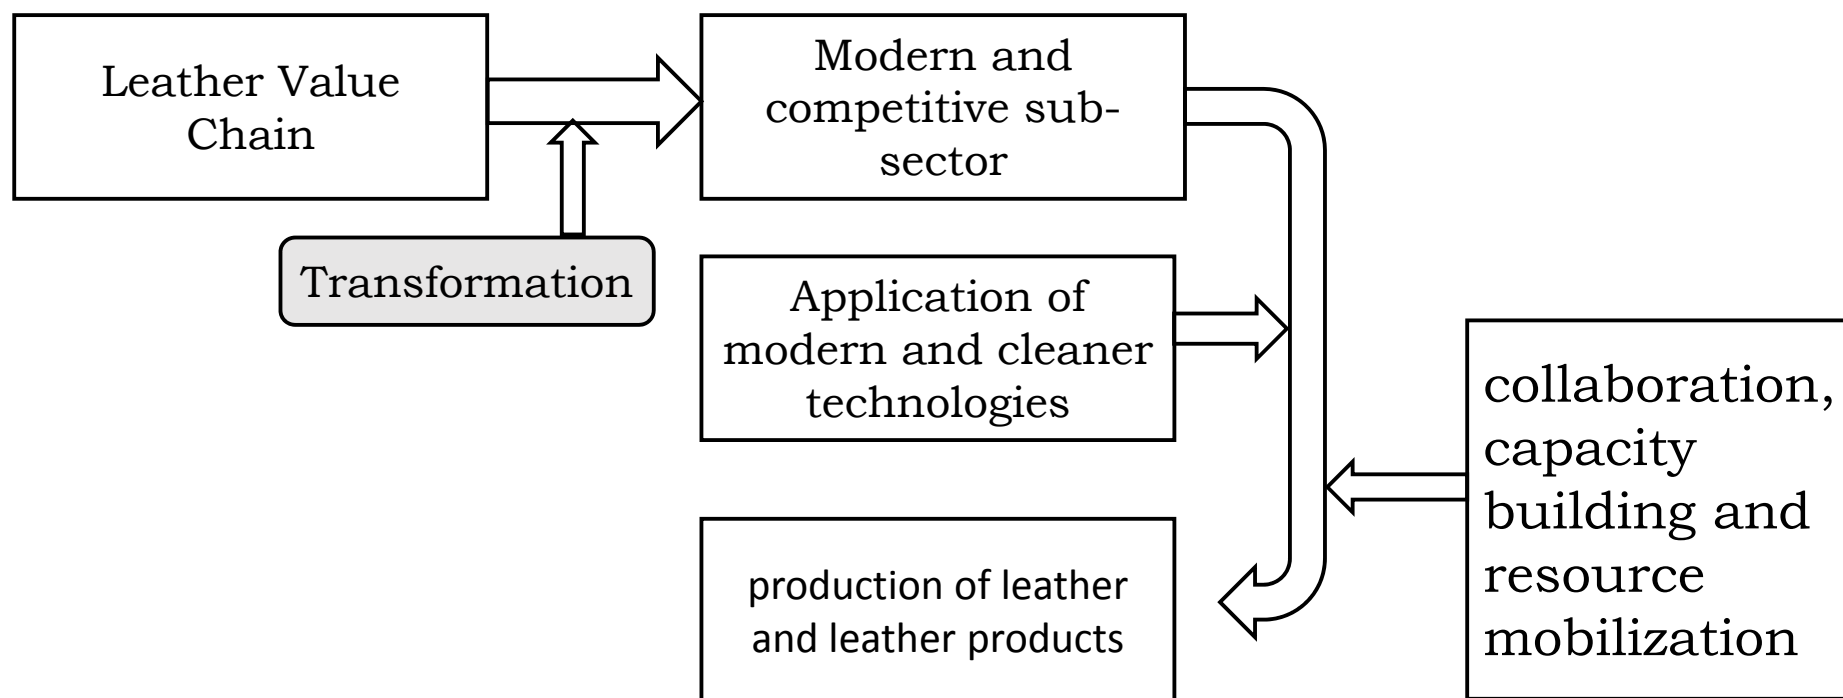 Leather Value
Chain
Modern and
competitive sub-
sector
Transformation
Application of
modern and cleaner
technologies
collaboration,
capacity
building and
resource
mobilization
production of leather
and leather products